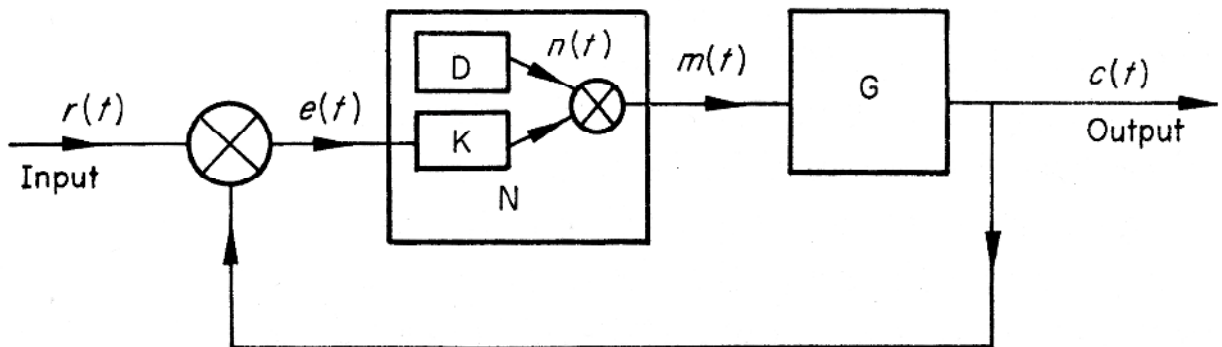 r(t)
Input
e(t)
D
K
N
n(t)
m(t)
G
c(t)
Output